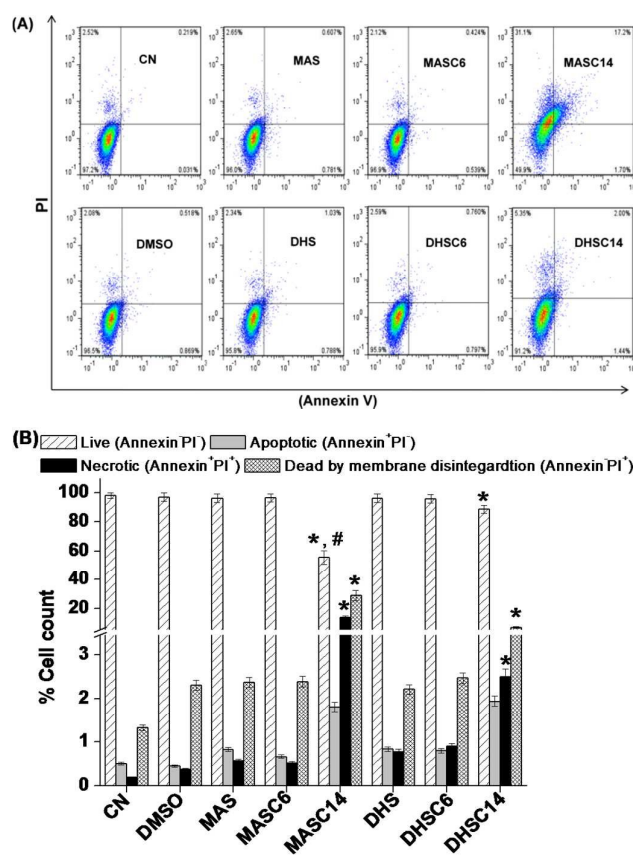 (A)
2.52% 0.219% 2.65% 0.607% 2.12% 0.424% 31.1% 17.2%
CN MAS MASC6 MASC14
97.2% 0.031% 96.0% 0.781% 96.9% 0.539% 49.9% 1.70%
2.08% 0.518% 2.34% 1.03% 2.59% 0.760% 5.35% 2.00%
DMSO DHS DHSC6 DHSC14
96.5% 0.869% 95.8% 0.788% 95.9% 0.797% 91.2% 1.44%
PI
(Annexin V)
(B)
Live (Annexin⁻PI⁻) Apoptotic (Annexin⁺PI⁻)
Necrotic (Annexin⁺PI⁺) Dead by membrane disintegardtion (Annexin⁻PI⁺)
% Cell count
100
80
60
40
20
3
2
1
0
*, #
*
*
*
*
*
CN DMSO MAS MASC6 MASC14 DHS DHSC6 DHSC14